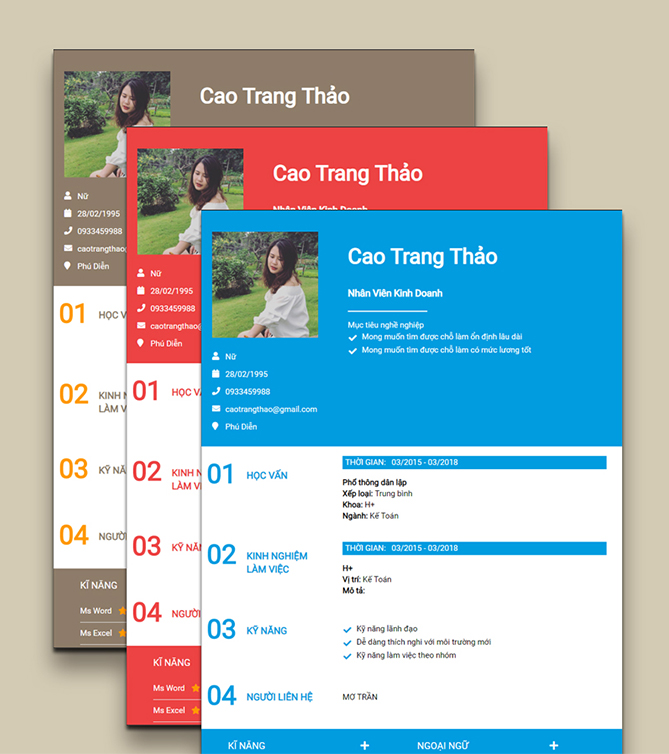 Cao Trang Thảo
Nữ
28/02/1995
0933459988
caotrangthao
Phú Diễn
01 HỌC V
02 KINH N
LÀM V
03 KỸ NĂ
04 NGƯỜ
KĨ NĂNG
Ms Word
Ms Excel
Cao Trang Thảo
Nhân Viên Kinh Doanh
Nữ
28/02/1995
0933459988
caotrangthao
Phú Diễn
01 HỌC V
02 KINH N
LÀM V
03 KỸ NĂ
04 NGƯỜ
KĨ NĂNG
Ms Word
Ms Excel
Cao Trang Thảo
Nhân Viên Kinh Doanh
Mục tiêu nghề nghiệp
Mong muốn tìm được chỗ làm ổn định lâu dài
Mong muốn tìm được chỗ làm có mức lương tốt
Nữ
28/02/1995
0933459988
caotrangthao@gmail.com
Phú Diễn
01 HỌC VẤN
THỜI GIAN: 03/2015 - 03/2018
Phổ thông dân lập
Xếp loại: Trung bình
Khoa: H+
Ngành: Kế Toán
02 KINH NGHIỆM
LÀM VIỆC
THỜI GIAN: 03/2015 - 03/2018
H+
Vị trí: Kế Toán
Mô tả:
03 KỸ NĂNG
Kỹ năng lãnh đạo
Dễ dàng thích nghi với môi trường mới
Kỹ năng làm việc theo nhóm
04 NGƯỜI LIÊN HỆ
MƠ TRẦN
KĨ NĂNG +
NGOẠI NGỮ +